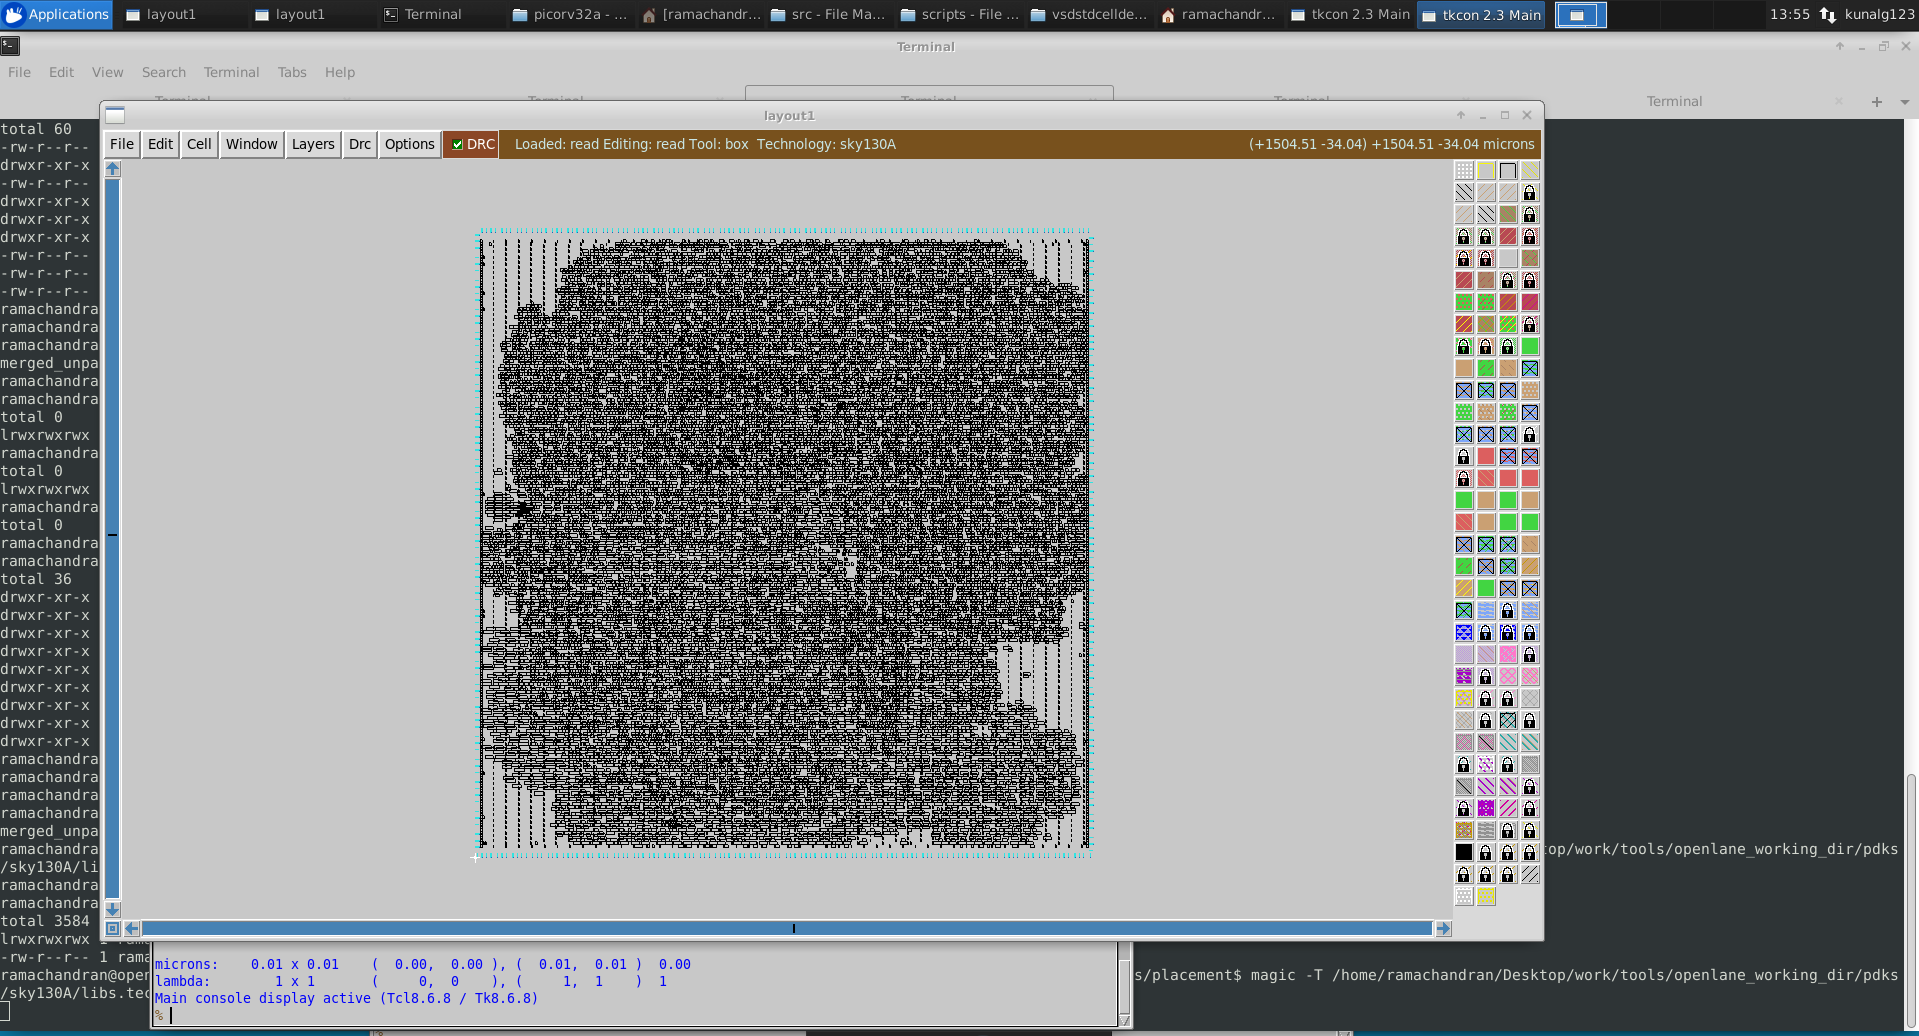 Applications layout1 layout1 Terminal picorv32a - ... [ramachandr... src - File Ma... scripts - File ... vsdstdcellde... ramachandr... tkcon 2.3 Main tkcon 2.3 Main 13:55 kunalg123
Terminal
File Edit View Search Terminal Tabs Help
Terminal
layout1
total 60
File Edit Cell Window Layers Drc Options DRC Loaded: read Editing: read Tool: box Technology: sky130A (+1504.51 -34.04) +1504.51 -34.04 microns
-rw-r--r--
drwxr-xr-x
-rw-r--r--
drwxr-xr-x
drwxr-xr-x
drwxr-xr-x
-rw-r--r--
-rw-r--r--
-rw-r--r--
ramachandra
ramachandra
ramachandra
merged_unpa
ramachandra
ramachandra
total 0
lrwxrwxrwx
ramachandra
total 0
lrwxrwxrwx
ramachandra
total 0
ramachandra
ramachandra
total 36
drwxr-xr-x
drwxr-xr-x
drwxr-xr-x
drwxr-xr-x
drwxr-xr-x
drwxr-xr-x
drwxr-xr-x
drwxr-xr-x
drwxr-xr-x
ramachandra
ramachandra
ramachandra
ramachandra
merged_unpa
ramachandra top/work/tools/openlane_working_dir/pdks
/sky130A/li
ramachandra
ramachandra
total 3584
lrwxrwxrwx 1
-rw-r--r-- 1 rama
ramachandran@open s/placement$ magic -T /home/ramachandran/Desktop/work/tools/openlane_working_dir/pdks
/sky130A/libs.tec
microns: 0.01 x 0.01 ( 0.00, 0.00 ), ( 0.01, 0.01 ) 0.00
lambda: 1 x 1 ( 0, 0 ), ( 1, 1 ) 1
Main console display active (Tcl8.6.8 / Tk8.6.8)
%